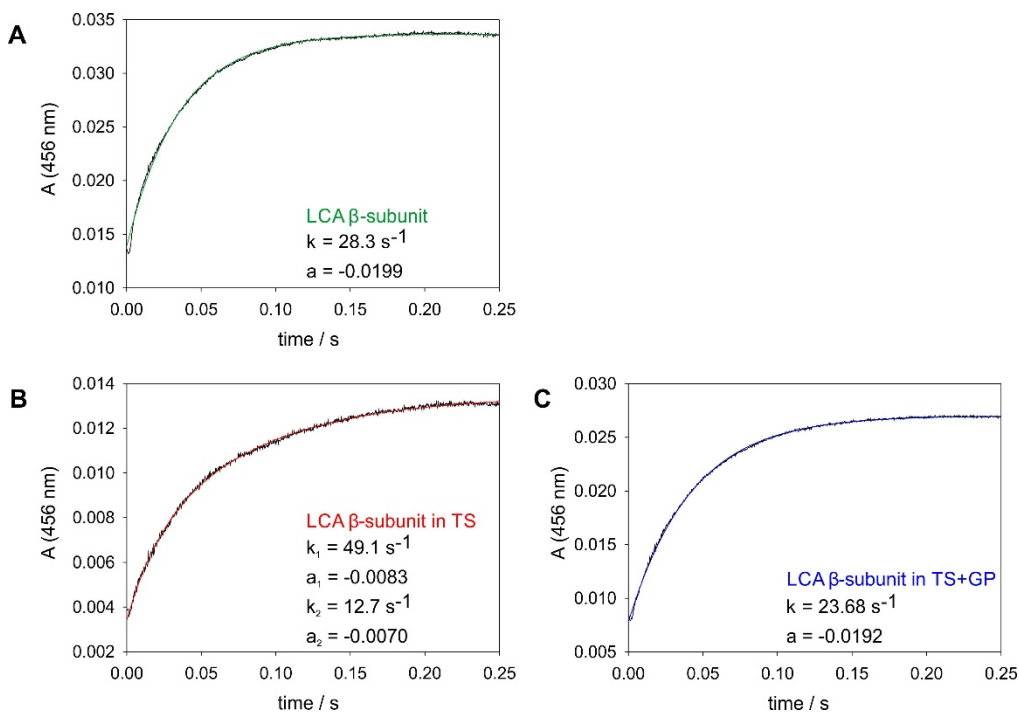 A
0.035
0.030
0.025
0.020
0.015
0.010
A (456 nm)
LCA β-subunit
k = 28.3 s⁻¹
a = -0.0199
0.00 0.05 0.10 0.15 0.20 0.25
time / s
B
0.014
0.012
0.010
0.008
0.006
0.004
0.002
A (456 nm)
LCA β-subunit in TS
k₁ = 49.1 s⁻¹
a₁ = -0.0083
k₂ = 12.7 s⁻¹
a₂ = -0.0070
0.00 0.05 0.10 0.15 0.20 0.25
time / s
C
0.030
0.025
0.020
0.015
0.010
0.005
A (456 nm)
LCA β-subunit in TS+GP
k = 23.68 s⁻¹
a = -0.0192
0.00 0.05 0.10 0.15 0.20 0.25
time / s